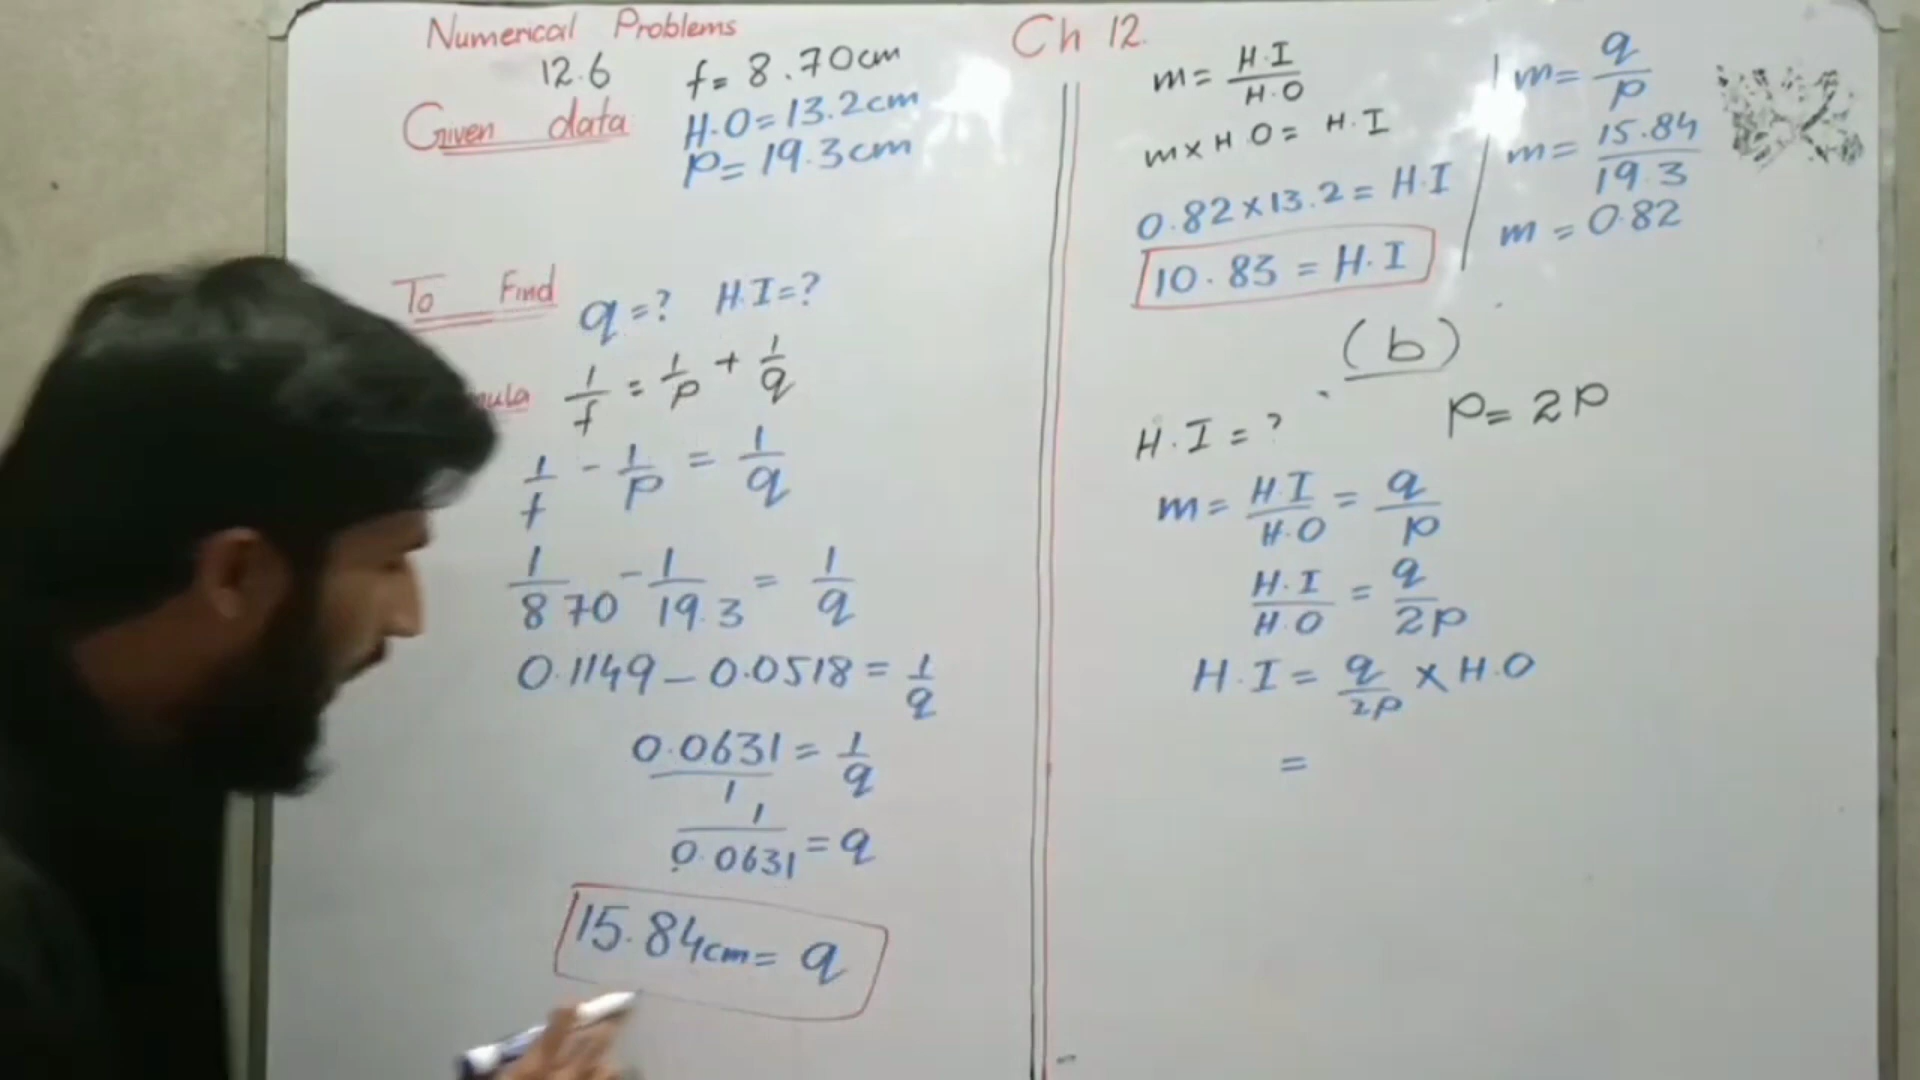 Numerical Problems
12.6 f= 8.70cm
Given data H.O=13.2cm
P= 19.3cm
To Find q=? H.I=?
1/f = 1/p + 1/q
1/f - 1/p = 1/q
1/8 70 - 1/19.3 = 1/q
0.1149 - 0.0518 = 1/q
0.0631/1 = 1/q
1/0.0631 = q
15.84cm= q
Ch 12.
m= H.I/H.O
m×H.O= H.I
0.82×13.2= H.I
10.83 = H.I
m= q/p
m= 15.84/19.3
m = 0.82
(b)
H.I=? P= 2P
m= H.I/H.O = q/p
H.I/H.O = q/2p
H.I= q/2p × H.O
=